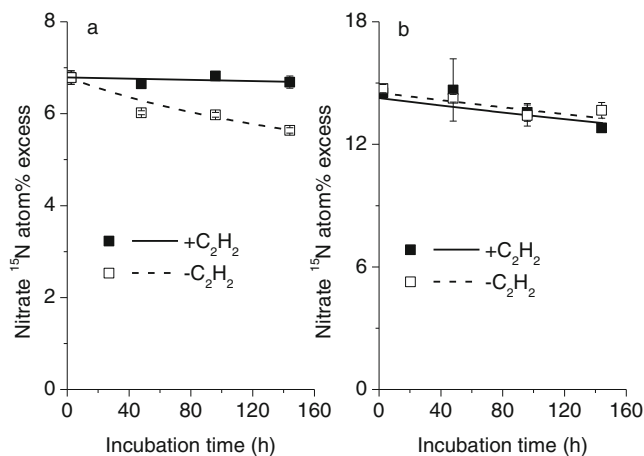 a
Nitrate ¹⁵N atom% excess
8
6
4
2
0
+C₂H₂
-C₂H₂
0 40 80 120 160
Incubation time (h)
b
Nitrate ¹⁵N atom% excess
18
12
6
0
+C₂H₂
-C₂H₂
0 40 80 120 160
Incubation time (h)